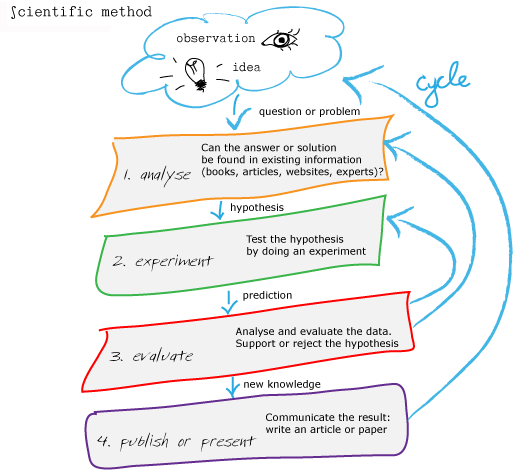 Scientific method
observation
idea
cycle
question or problem
Can the answer or solution
be found in existing information
(books, articles, websites, experts)?
1. analyse
hypothesis
Test the hypothesis
by doing an experiment
2. experiment
prediction
Analyse and evaluate the data.
Support or reject the hypothesis
3. evaluate
new knowledge
Communicate the result:
write an article or paper
4. publish or present